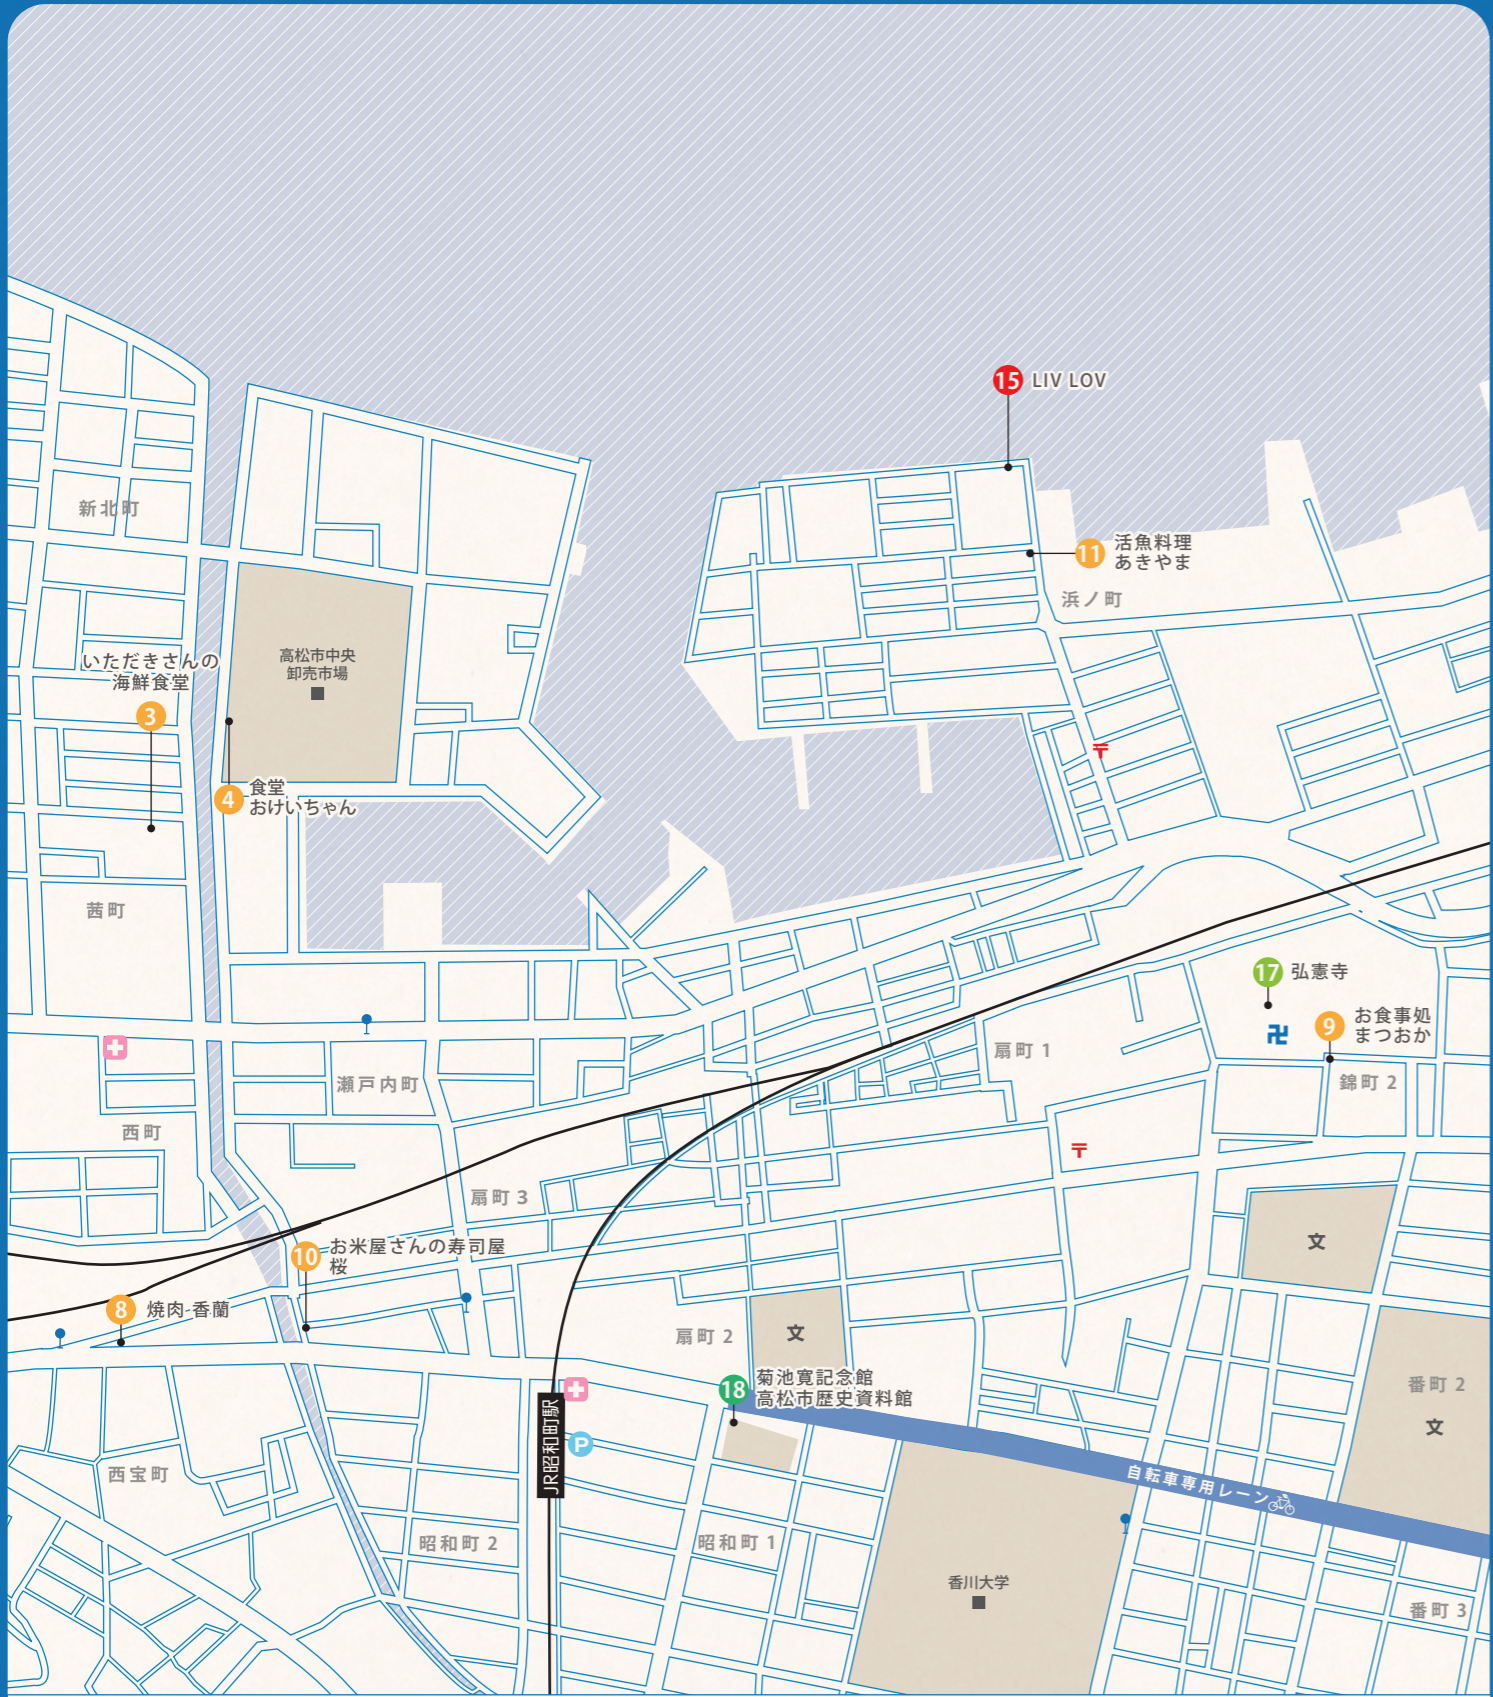 15 LIV LOV
新北町
11 活魚料理
あきやま
浜ノ町
いただきさんの
海鮮食堂
3
高松市中央
卸売市場
〒
4 食堂
おけいちゃん
茜町
17 弘憲寺
卍
9 お食事処
まつおか
扇町 1
錦町 2
瀬戸内町
西町
〒
扇町 3
文
10 お米屋さんの寿司屋
桜
8 焼肉 香蘭
扇町 2
文
18 菊池寛記念館
高松市歴史資料館
番町 2
文
JR昭和町駅
P
西宝町
自転車専用レーン
昭和町 2
昭和町 1
香川大学
番町 3